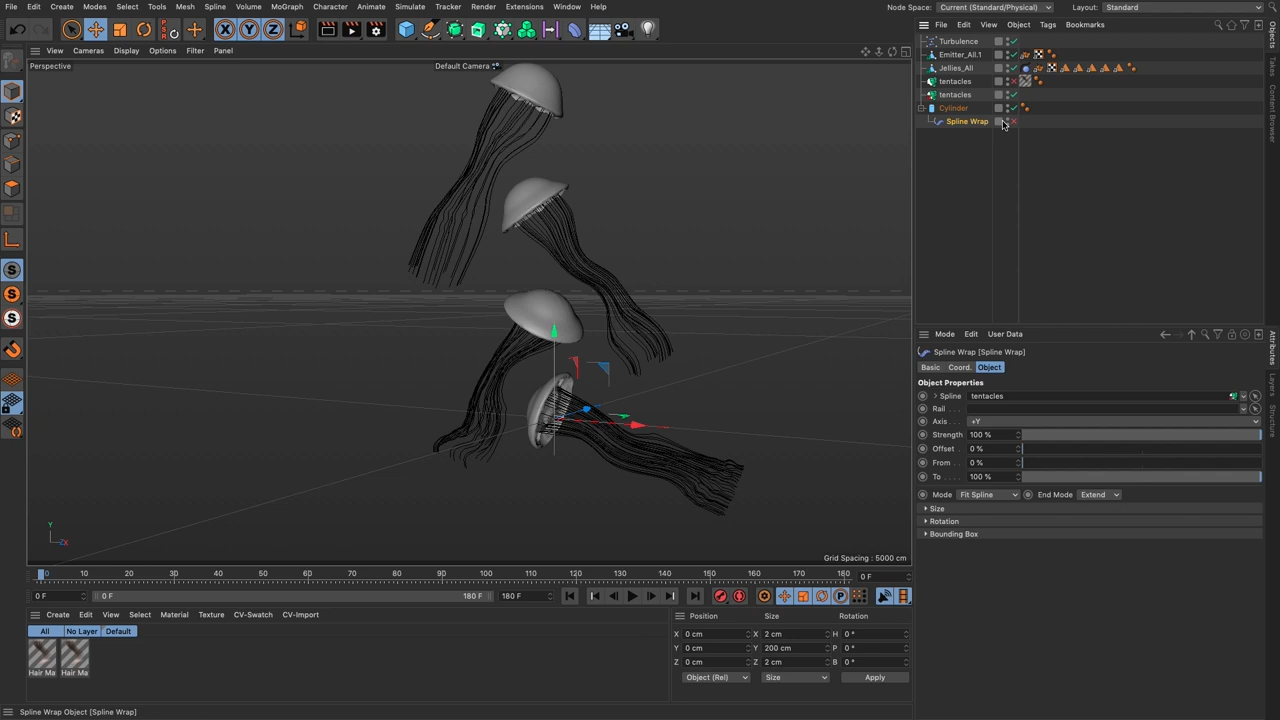 File Edit Create Modes Select Tools Mesh Spline Volume MoGraph Character Animate Simulate Tracker Render Extensions Window Help
Node Space: Current (Standard/Physical) Layout: Standard
X Y Z
View Cameras Display Options Filter Panel
Perspective
Default Camera
File Edit View Object Tags Bookmarks
Turbulence
Emitter_All.1
Jellies_All
tentacles
tentacles
Cylinder
Spline Wrap
Objects
Takes
Content Browser
Mode Edit User Data
Spline Wrap [Spline Wrap]
Basic Coord. Object
Object Properties
Spline tentacles
Rail
Axis +Y
Strength 100 %
Offset 0 %
From 0 %
To 100 %
Mode Fit Spline End Mode Extend
Size
Rotation
Bounding Box
Attributes
Layers
Structure
S
S
S
Y
Grid Spacing : 5000 cm
0 10 20 30 40 50 60 70 80 90 100 110 120 130 140 150 160 170 180 0 F
0 F 0 F 180 F 180 F P
Create Edit View Select Material Texture CV-Swatch CV-Import
All No Layer Default
Hair Ma Hair Ma
Position Size Rotation
X 0 cm X 2 cm H 0 °
Y 0 cm Y 200 cm P 0 °
Z 0 cm Z 2 cm B 0 °
Object (Rel) Size Apply
Spline Wrap Object [Spline Wrap]